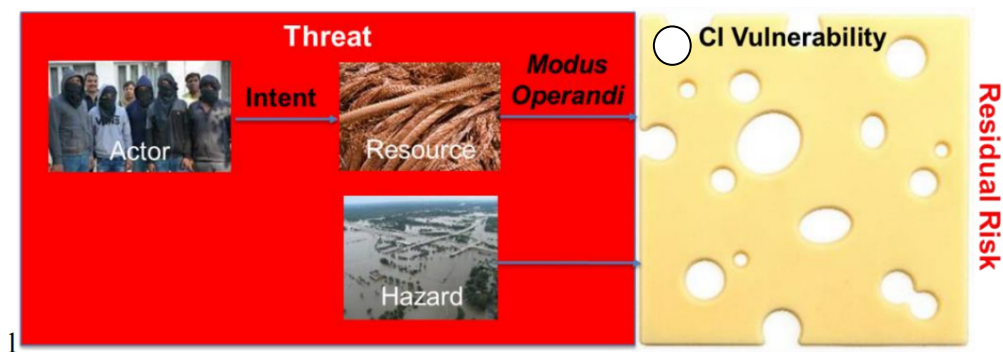 Threat
CI Vulnerability
Intent
Modus
Operandi
Actor
Resource
Hazard
Residual Risk
1